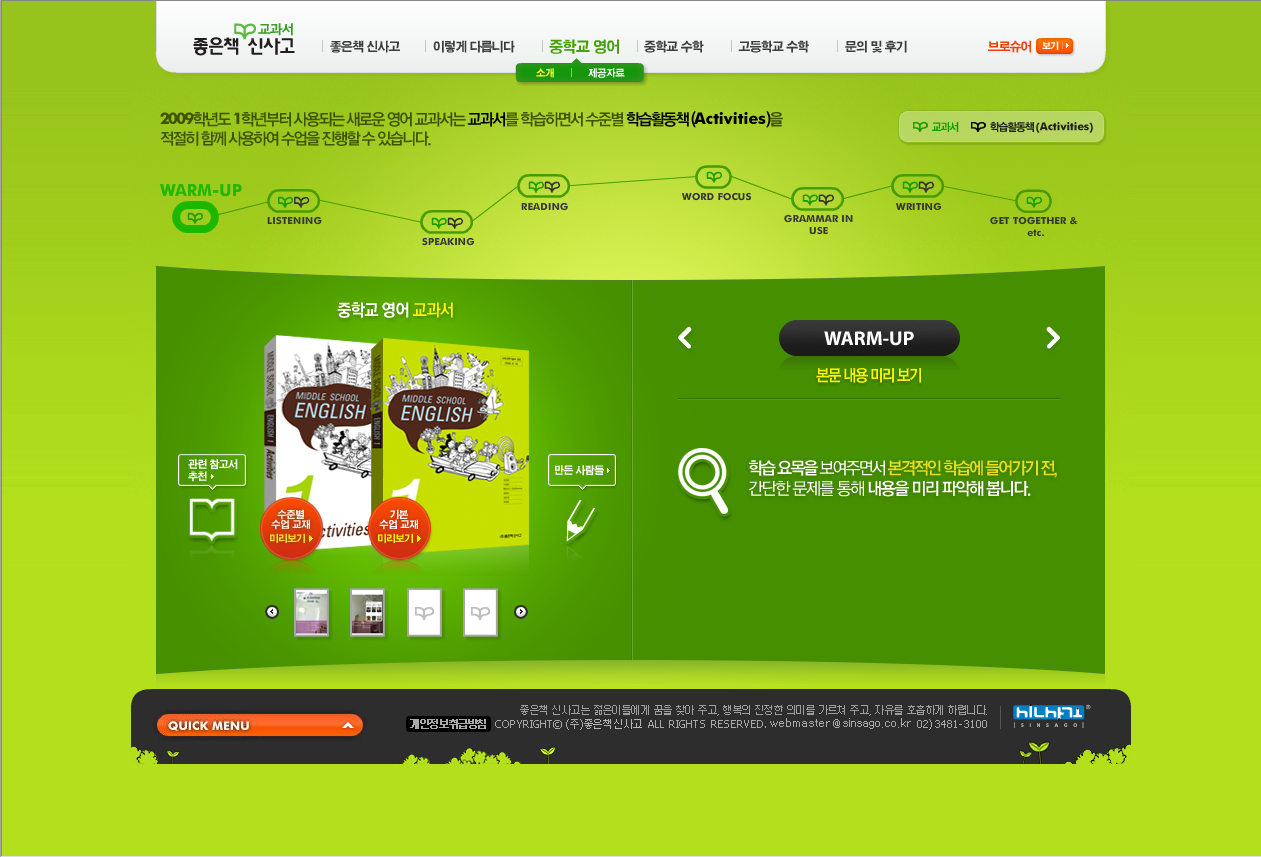 교과서
좋은책 신사고
좋은책 신사고
이렇게 다릅니다
중학교 영어
중학교 수학
고등학교 수학
문의 및 후기
브로슈어 보기
소개
제공자료
2009학년도 1학년부터 사용되는 새로운 영어 교과서는 교과서를 학습하면서 수준별 학습활동책(Activities)을
적절히 함께 사용하여 수업을 진행할 수 있습니다.
교과서
학습활동책(Activities)
WARM-UP
LISTENING
SPEAKING
READING
WORD FOCUS
GRAMMAR IN
USE
WRITING
GET TOGETHER &
etc.
중학교 영어 교과서
MIDDLE SCHOOL
ENGLISH
MIDDLE SCHOOL
ENGLISH 1
Activities
1
ctivities
MIDDLE SCHOOL
ENGLISH
MIDDLE SCHOOL
ENGLISH 1
1
관련 참고서
추천
만든 사람들
수준별
수업 교재
미리보기
기본
수업 교재
미리보기
WARM-UP
본문 내용 미리 보기
학습 요목을 보여주면서 본격적인 학습에 들어가기 전,
간단한 문제를 통해 내용을 미리 파악해 봅니다.
QUICK MENU
좋은책 신사고는 젊은이들에게 꿈을 찾아 주고, 행복의 진정한 의미를 가르쳐 주고, 자유를 호흡하게 하렵니다.
개인정보취급방침 COPYRIGHT© (주)좋은책신사고 ALL RIGHTS RESERVED. webmaster@sinsago.co.kr 02)3481-3100
신사고
SINSAGO